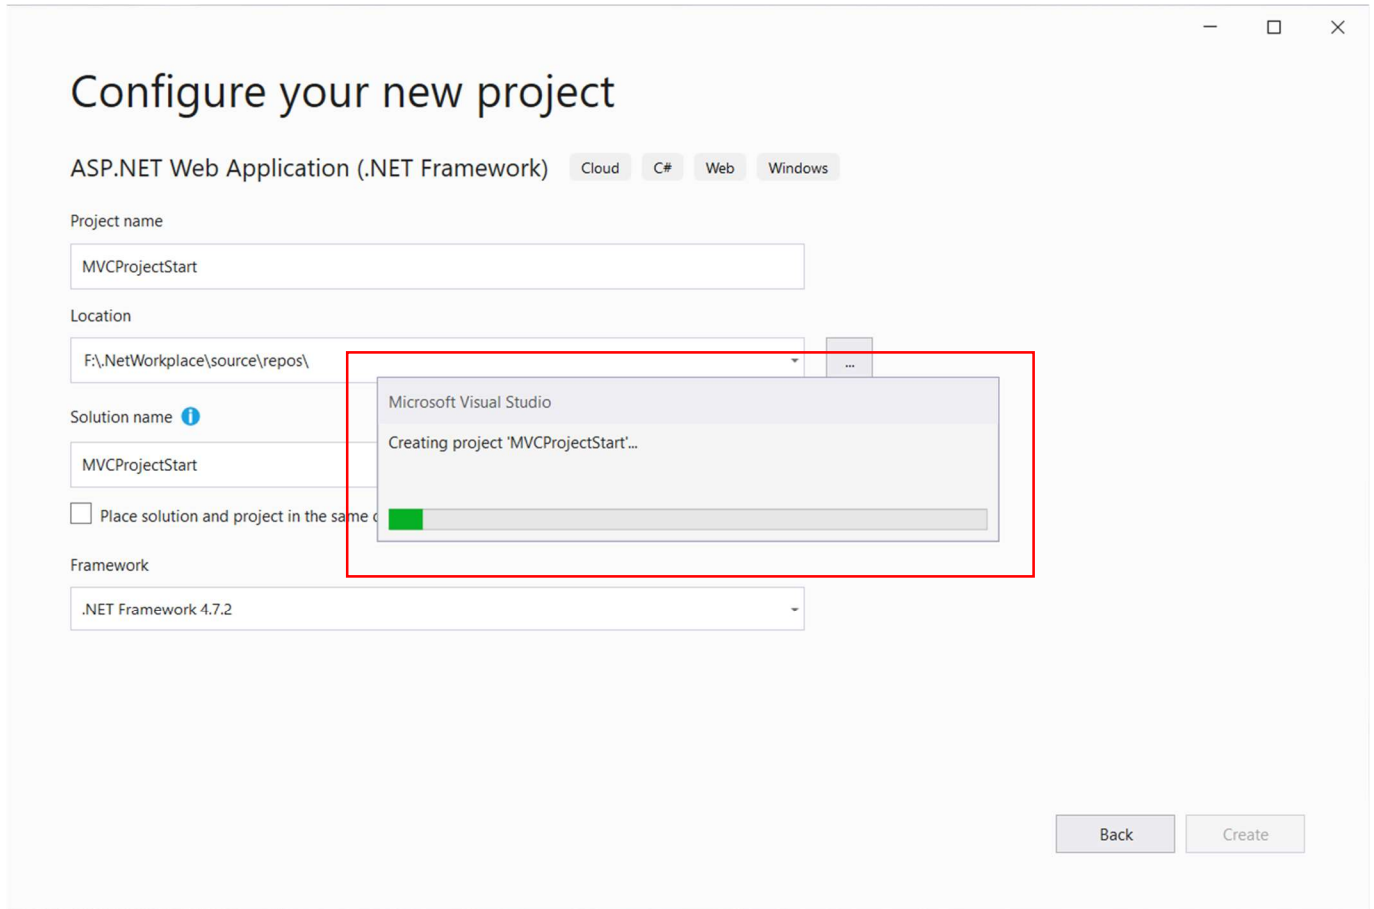 Configure your new project
ASP.NET Web Application (.NET Framework) Cloud C# Web Windows
Project name
MVCProjectStart
Location
F:\.NetWorkplace\source\repos\
...
Solution name
MVCProjectStart
Microsoft Visual Studio
Creating project 'MVCProjectStart'...
Place solution and project in the same
Framework
.NET Framework 4.7.2
Back Create